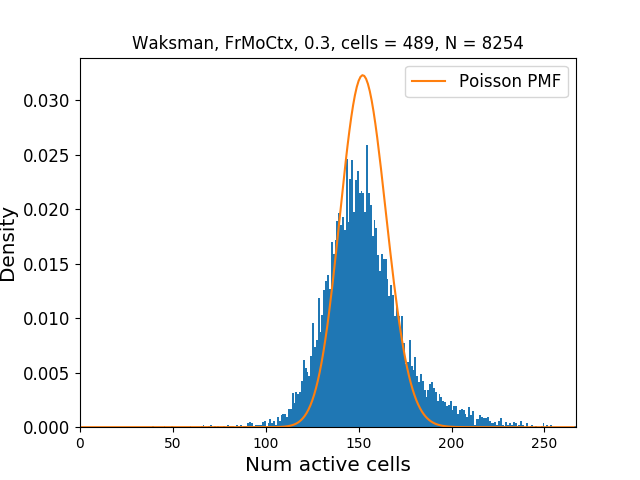 Waksman, FrMoCtx, 0.3, cells = 489, N = 8254
Poisson PMF
Density
0.030
0.025
0.020
0.015
0.010
0.005
0.000
0 50 100 150 200 250
Num active cells